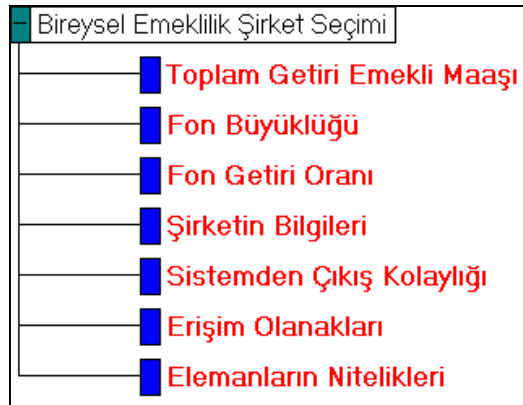 Bireysel Emeklilik Şirket Seçimi
Toplam Getiri Emekli Maaşı
Fon Büyüklüğü
Fon Getiri Oranı
Şirketin Bilgileri
Sistemden Çıkış Kolaylığı
Erişim Olanakları
Elemanların Nitelikleri